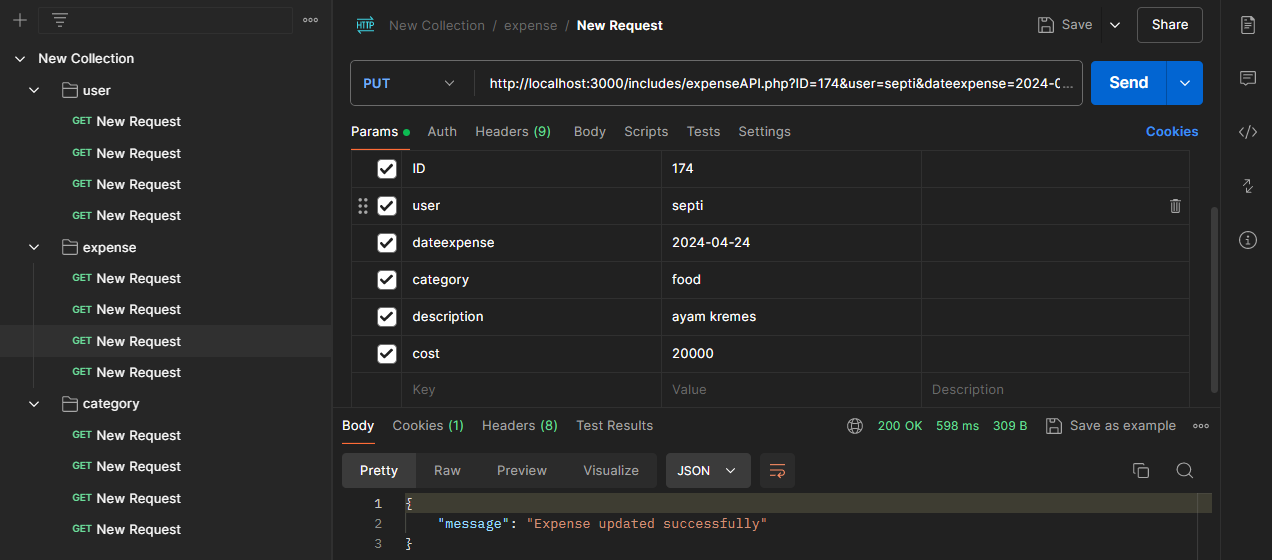 New Collection
user
GET New Request
GET New Request
GET New Request
GET New Request
expense
GET New Request
GET New Request
GET New Request
GET New Request
category
GET New Request
GET New Request
GET New Request
GET New Request
HTTP New Collection / expense / New Request
Save
Share
PUT
http://localhost:3000/includes/expenseAPI.php?ID=174&user=septi&dateexpense=2024-0...
Send
Params Auth Headers (9) Body Scripts Tests Settings Cookies
ID 174
user septi
dateexpense 2024-04-24
category food
description ayam kremes
cost 20000
Key Value Description
Body Cookies (1) Headers (8) Test Results 200 OK 598 ms 309 B Save as example
Pretty Raw Preview Visualize JSON
1 {
2 "message": "Expense updated successfully"
3 }